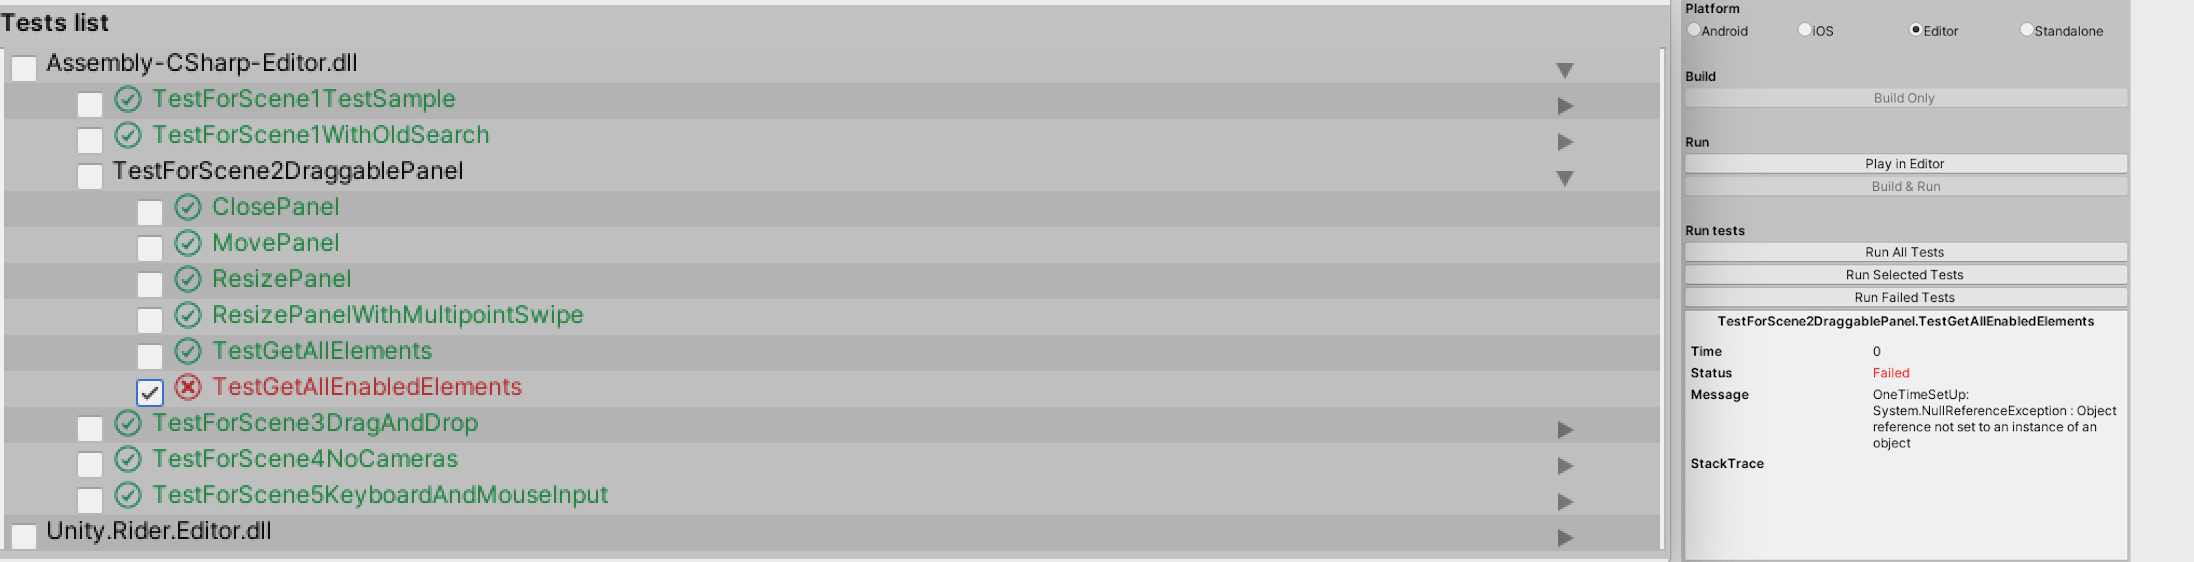 Tests list
Assembly-CSharp-Editor.dll
TestForScene1TestSample
TestForScene1WithOldSearch
TestForScene2DraggablePanel
ClosePanel
MovePanel
ResizePanel
ResizePanelWithMultipointSwipe
TestGetAllElements
TestGetAllEnabledElements
TestForScene3DragAndDrop
TestForScene4NoCameras
TestForScene5KeyboardAndMouseInput
Unity.Rider.Editor.dll
Platform
Android iOS Editor Standalone
Build
Build Only
Run
Play in Editor
Build & Run
Run tests
Run All Tests
Run Selected Tests
Run Failed Tests
TestForScene2DraggablePanel.TestGetAllEnabledElements
Time 0
Status Failed
Message OneTimeSetUp:
System.NullReferenceException : Object
reference not set to an instance of an
object
StackTrace